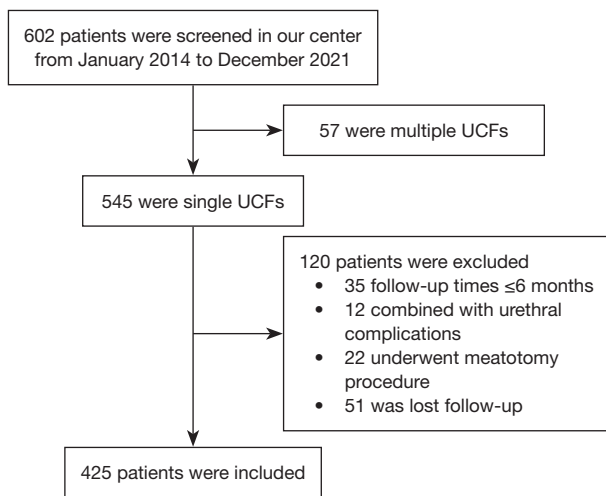 602 patients were screened in our center
from January 2014 to December 2021
57 were multiple UCFs
545 were single UCFs
120 patients were excluded
• 35 follow-up times ≤6 months
• 12 combined with urethral
complications
• 22 underwent meatotomy
procedure
• 51 was lost follow-up
425 patients were included